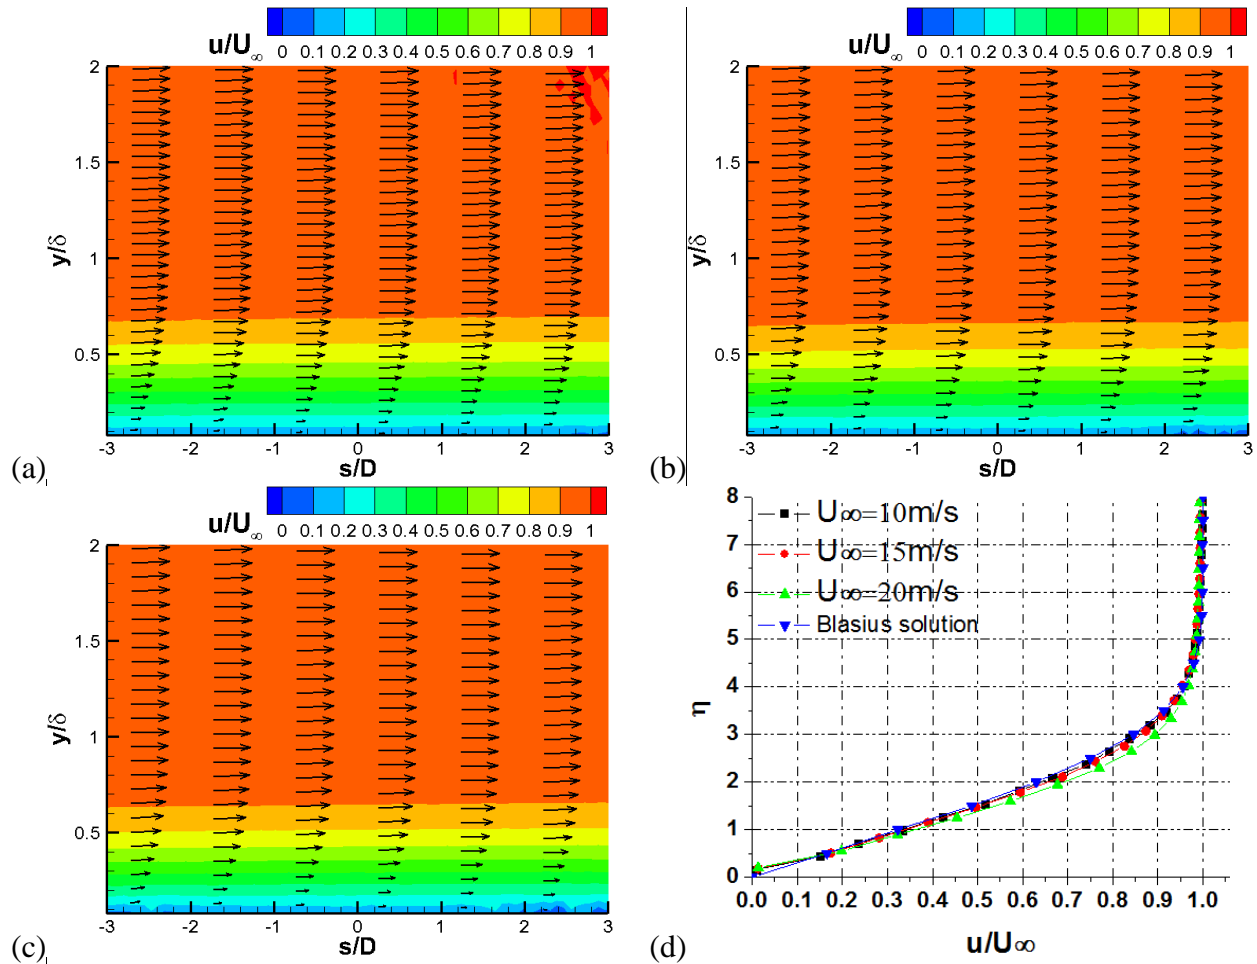 u/U∞ 0 0.1 0.2 0.3 0.4 0.5 0.6 0.7 0.8 0.9 1
2
1.5
1
0.5
y/δ
-3 -2 -1 0 1 2 3
s/D
(a)
u/U∞ 0 0.1 0.2 0.3 0.4 0.5 0.6 0.7 0.8 0.9 1
2
1.5
1
0.5
y/δ
-3 -2 -1 0 1 2 3
s/D
(b)
u/U∞ 0 0.1 0.2 0.3 0.4 0.5 0.6 0.7 0.8 0.9 1
2
1.5
1
0.5
y/δ
-3 -2 -1 0 1 2 3
s/D
(c)
8
7
6
5
4
3
2
1
0
η
U∞=10m/s
U∞=15m/s
U∞=20m/s
Blasius solution
0.0 0.1 0.2 0.3 0.4 0.5 0.6 0.7 0.8 0.9 1.0
u/U∞
(d)